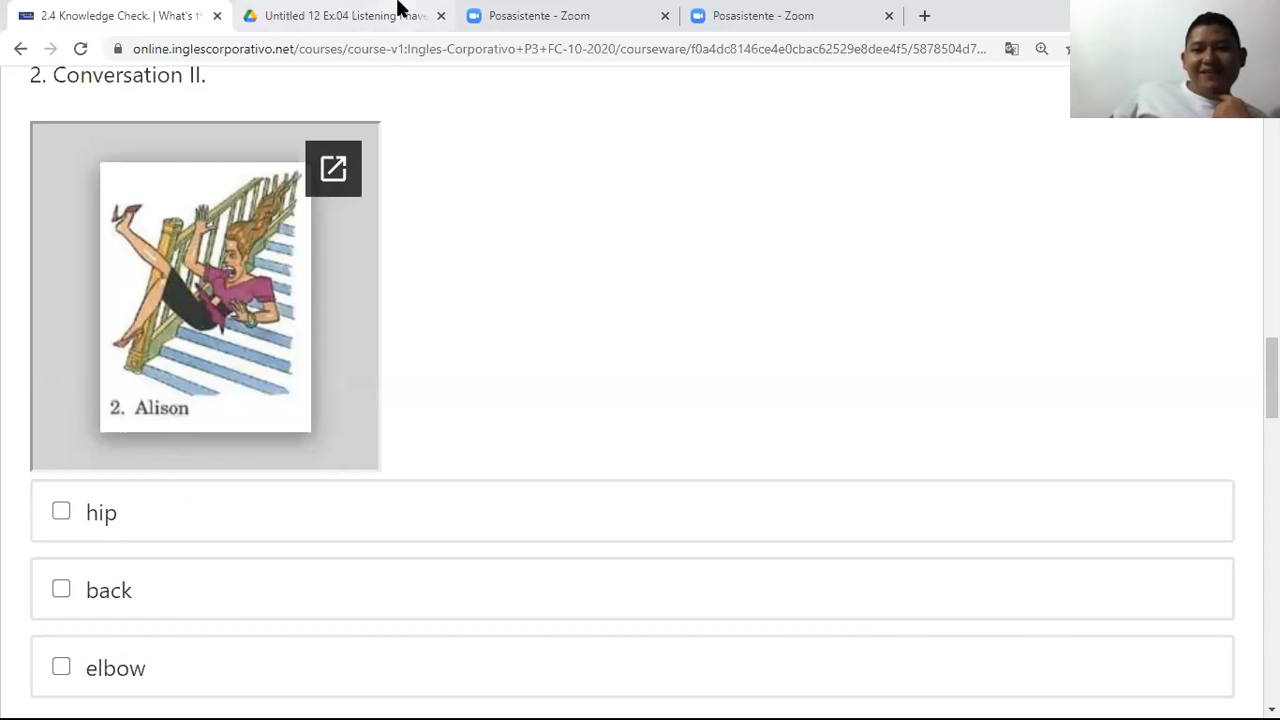 2.4 Knowledge Check. | What's t
Untitled 12 Ex.04 Listening I have
Posasistente - Zoom
Posasistente - Zoom
online.inglescorporativo.net/courses/course-v1:Ingles-Corporativo+P3+FC-10-2020/courseware/f0a4dc8146ce4e0cbac62529e8dee4f5/5878504d7...
2. Conversation II.
2. Alison
hip
back
elbow